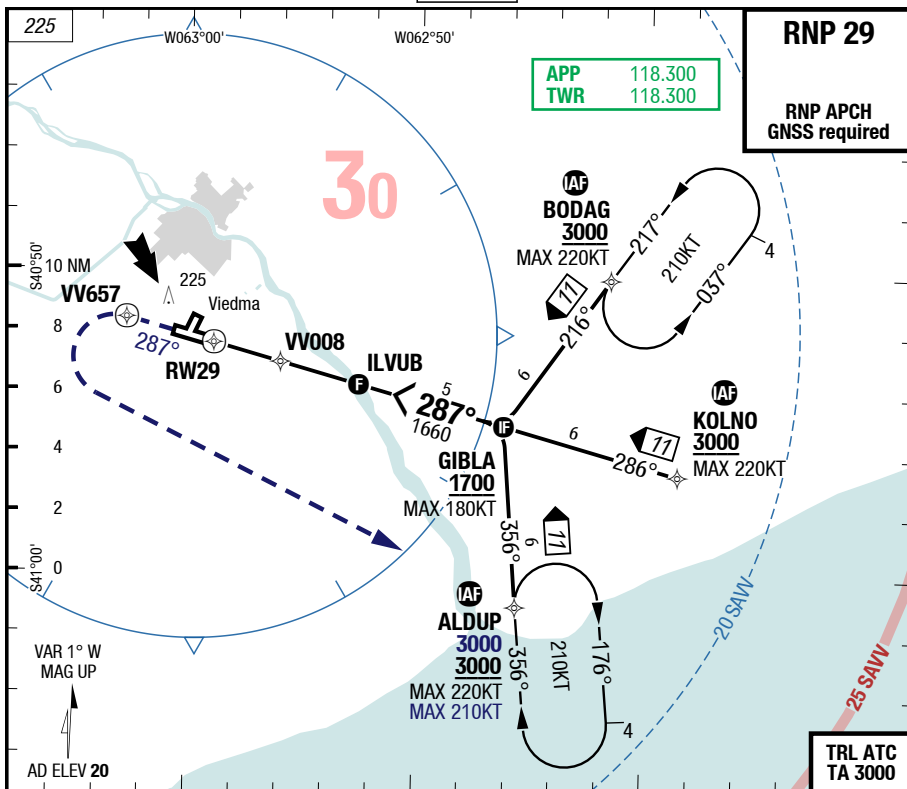 225
W063°00'
W062°50'
RNP 29
RNP APCH
GNSS required
APP 118.300
TWR 118.300
30
IAF
BODAG
3000
MAX 220KT
217°
210KT
037°
4
11
216°
6
S40°50'
10 NM
225
Viedma
VV657
8
287°
RW29
VV008
ILVUB
F
5
287°
1660
IF
6
11
286°
IAF
KOLNO
3000
MAX 220KT
6
4
2
0
S41°00'
GIBLA
1700
MAX 180KT
356°
6
11
IAF
ALDUP
3000
3000
MAX 220KT
MAX 210KT
356°
210KT
176°
4
20 SAVV
25 SAVV
VAR 1° W
MAG UP
AD ELEV 20
TRL ATC
TA 3000